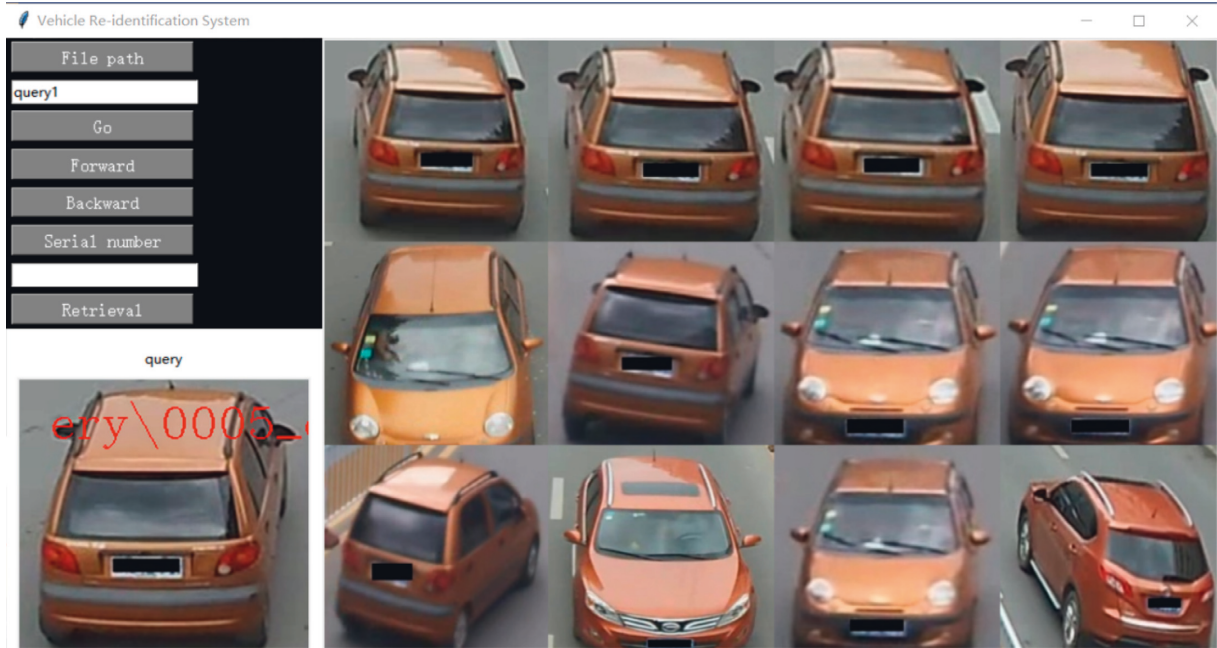 Vehicle Re-identification System
File path
query1
Go
Forward
Backward
Serial number
Retrieval
query
ery\0005_